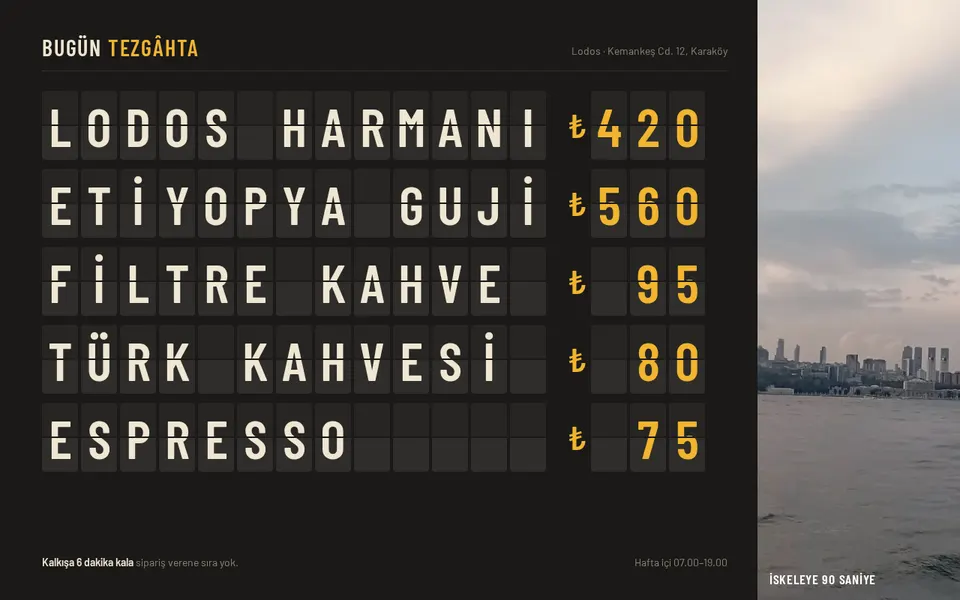 BUGÜN TEZGÂHTA
Lodos · Kemankeş Cd. 12, Karaköy
LODOS HARMANI ₺420
ETİYOPYA GUJİ ₺560
FİLTRE KAHVE ₺95
TÜRK KAHVESİ ₺80
ESPRESSO ₺75
Kalkışa 6 dakika kala sipariş verene sıra yok.
Hafta içi 07.00–19.00
İSKELEYE 90 SANİYE